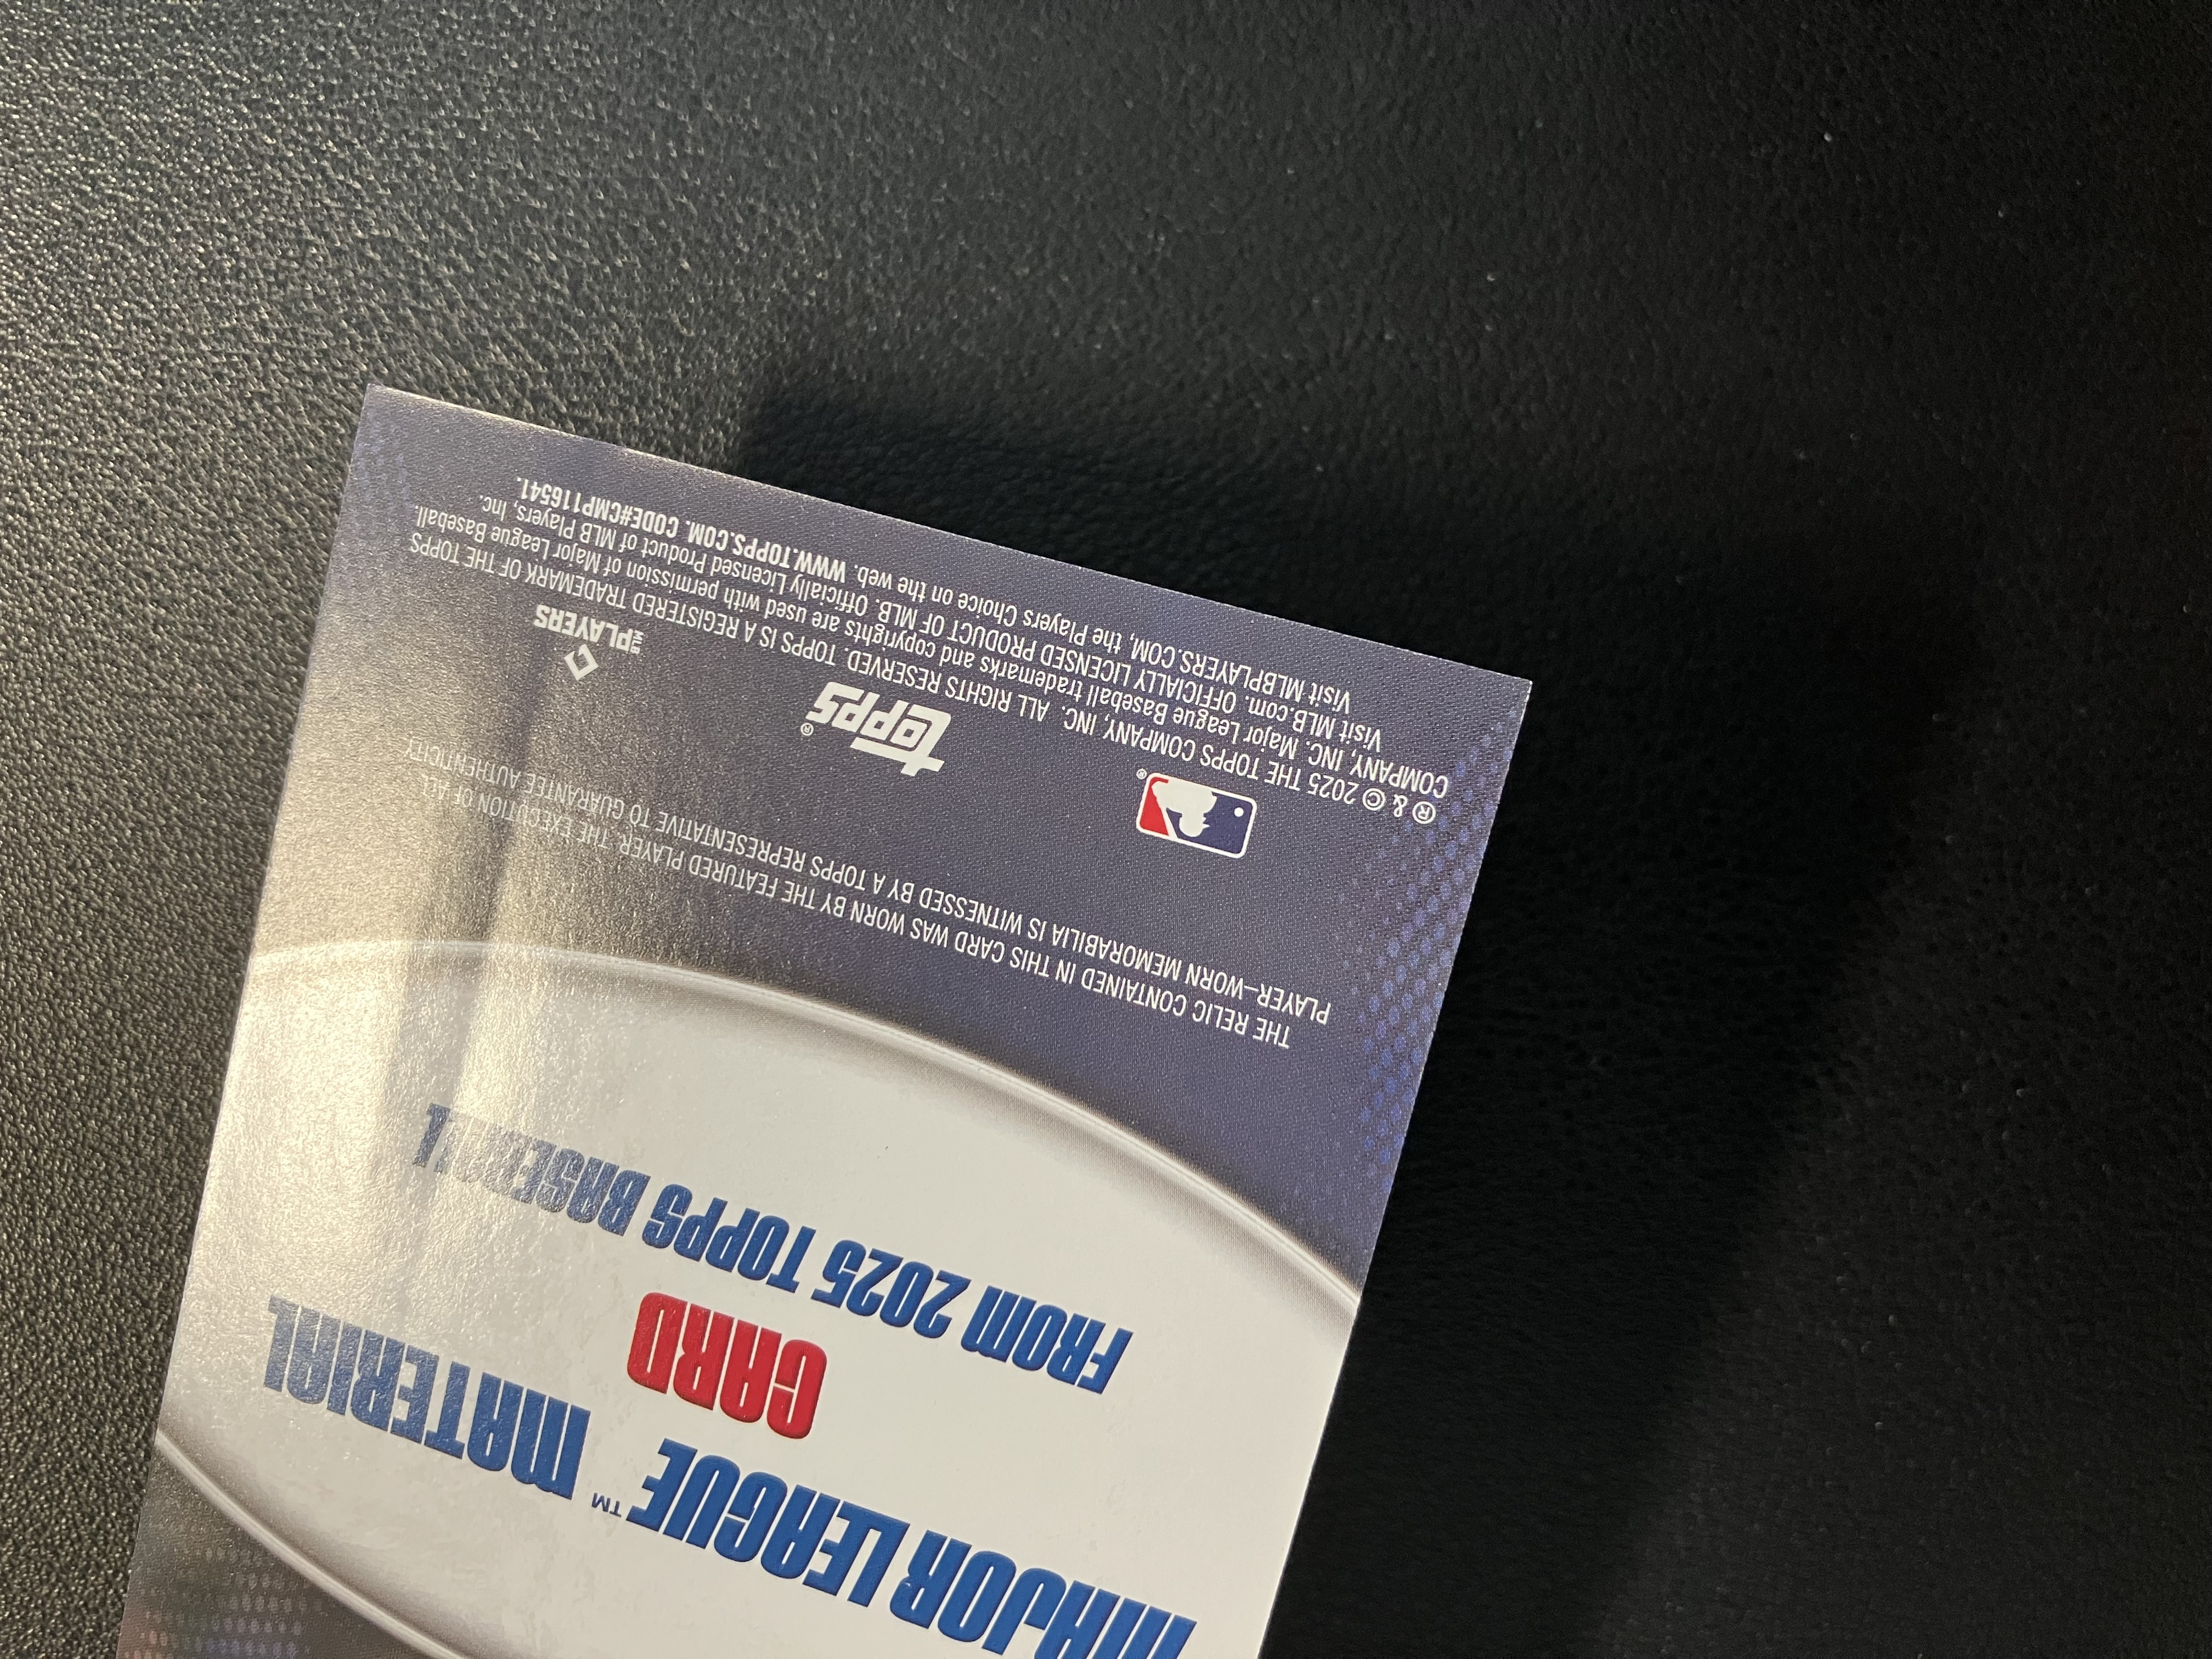 MAJOR LEAGUE™ MATERIAL
CARD
FROM 2025 TOPPS BASEBALL
THE RELIC CONTAINED IN THIS CARD WAS WORN BY THE FEATURED PLAYER. THE EXECUTION OF ALL
PLAYER–WORN MEMORABILIA IS WITNESSED BY A TOPPS REPRESENTATIVE TO GUARANTEE AUTHENTICITY
®
topps®
MLB PLAYERS
® & © 2025 THE TOPPS COMPANY, INC. ALL RIGHTS RESERVED. TOPPS IS A REGISTERED TRADEMARK OF THE TOPPS
COMPANY, INC. Major League Baseball trademarks and copyrights are used with permission of Major League Baseball.
Visit MLB.com. OFFICIALLY LICENSED PRODUCT OF MLB. Officially Licensed Product of MLB Players, Inc.
Visit MLBPLAYERS.COM, the Players Choice on the web. WWW.TOPPS.COM. CODE#CMP116541.